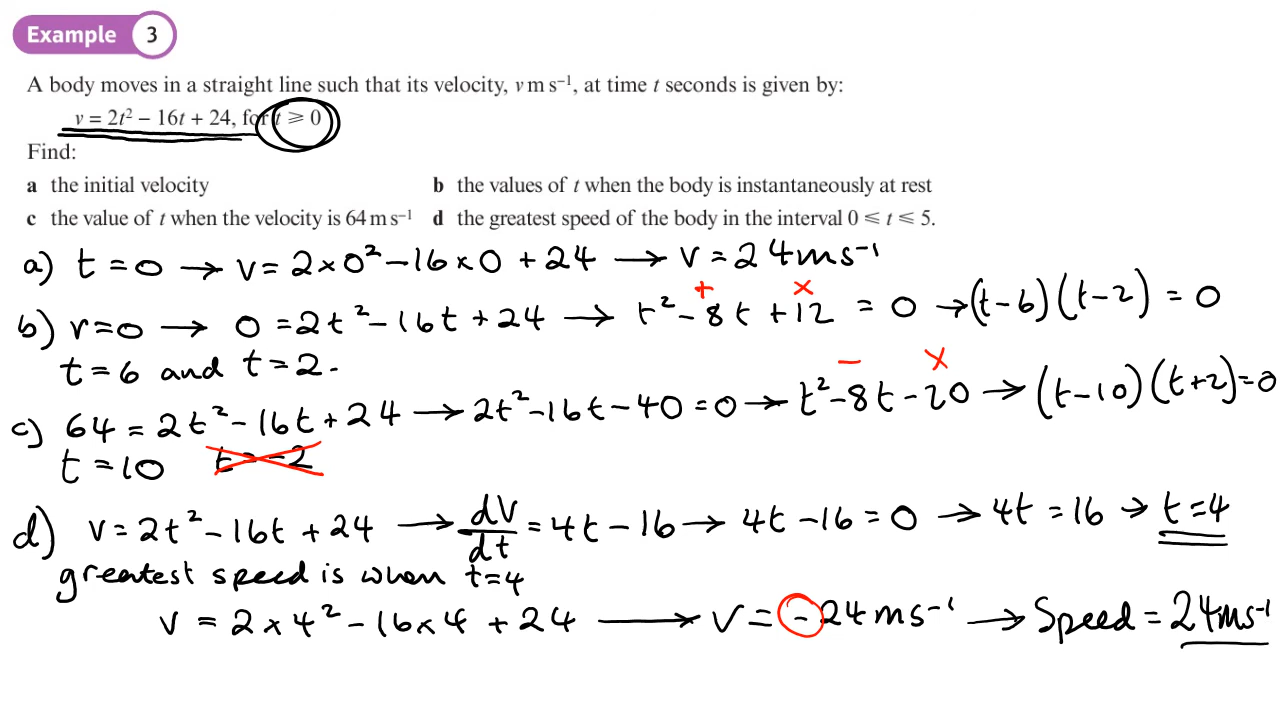 Example 3
A body moves in a straight line such that its velocity, v m s⁻¹, at time t seconds is given by:
v = 2t² − 16t + 24, for t ⩾ 0
Find:
a the initial velocity b the values of t when the body is instantaneously at rest
c the value of t when the velocity is 64 m s⁻¹ d the greatest speed of the body in the interval 0 ⩽ t ⩽ 5.
a) t = 0 → v = 2 × 0² − 16 × 0 + 24 → v = 24ms⁻¹
+ ×
b) v = 0 → 0 = 2t² − 16t + 24 → t² − 8t + 12 = 0 → (t − 6)(t − 2) = 0
t = 6 and t = 2.
− ×
c) 64 = 2t² − 16t + 24 → 2t² − 16t − 40 = 0 → t² − 8t − 20 → (t − 10)(t + 2) = 0
t = 10 t = −2
d) v = 2t² − 16t + 24 → dv/dt = 4t − 16 → 4t − 16 = 0 → 4t = 16 → t = 4
greatest speed is when t = 4
v = 2 × 4² − 16 × 4 + 24 → v = −24ms⁻¹ → Speed = 24ms⁻¹